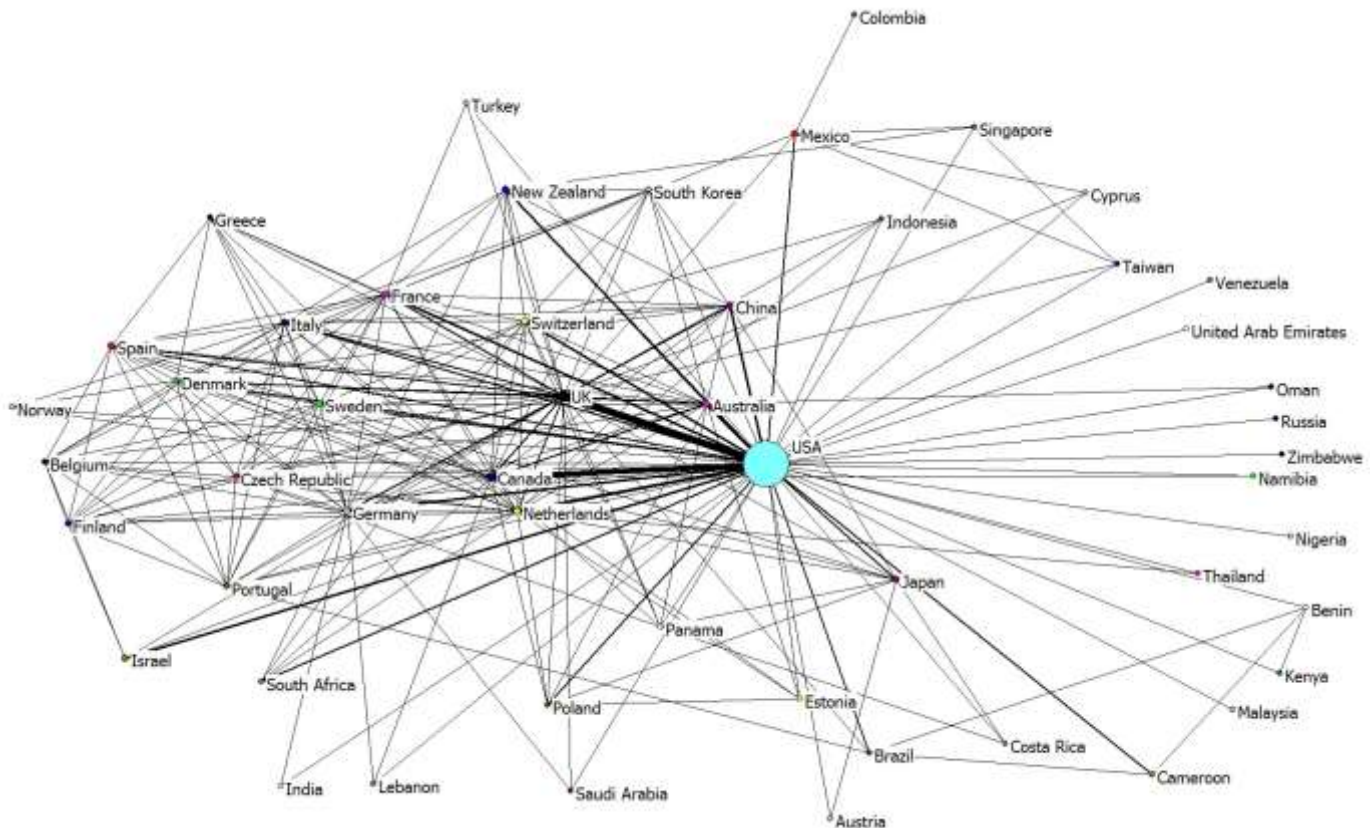 Colombia
Turkey
Mexico
Singapore
New Zealand
South Korea
Cyprus
Greece
Indonesia
Taiwan
Venezuela
France
China
Italy
Switzerland
United Arab Emirates
Spain
Denmark
Oman
UK
Norway
Sweden
Australia
Russia
USA
Zimbabwe
Belgium
Czech Republic
Canada
Namibia
Finland
Germany
Netherlands
Nigeria
Thailand
Japan
Portugal
Benin
Panama
Israel
Kenya
South Africa
Estonia
Poland
Malaysia
Costa Rica
Brazil
Cameroon
India
Lebanon
Saudi Arabia
Austria